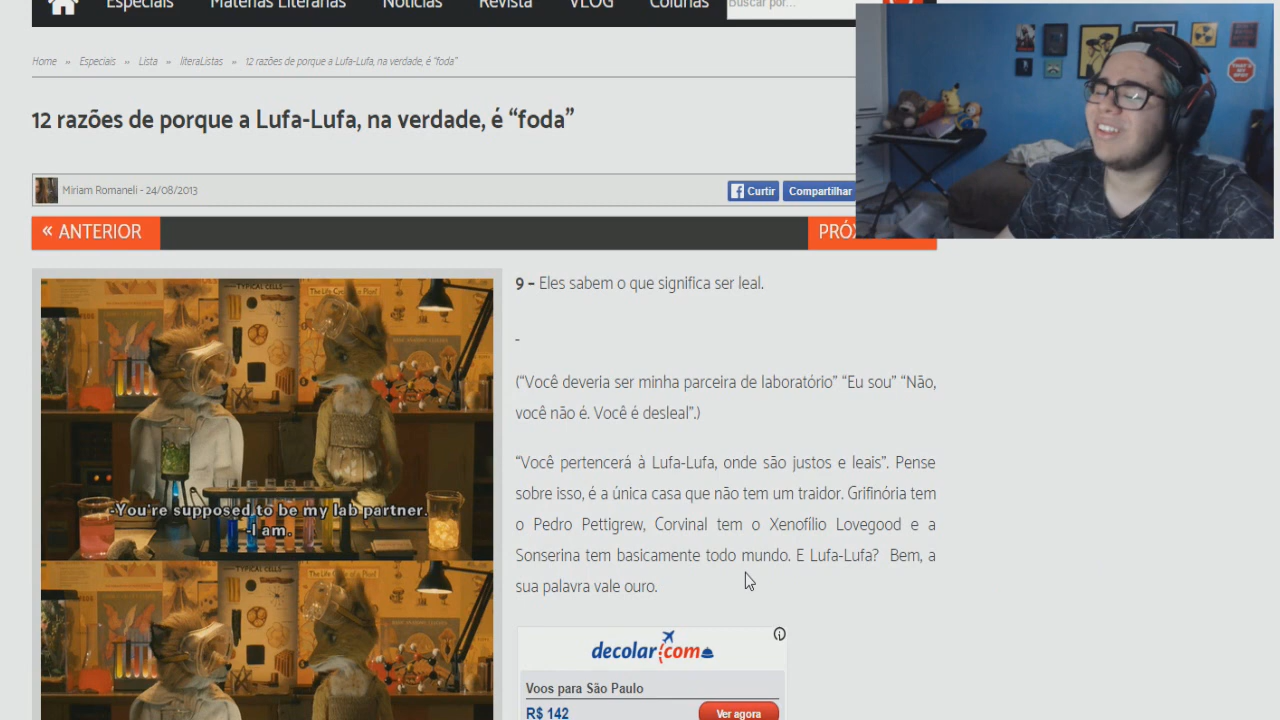 Especiais Matérias Literárias Notícias Revista VLOG Colunas Buscar por...
Home » Especiais » Lista » literaListas » 12 razões de porque a Lufa-Lufa, na verdade, é “foda”
12 razões de porque a Lufa-Lufa, na verdade, é “foda”
Miriam Romaneli - 24/08/2013
Curtir Compartilhar
« ANTERIOR
9 – Eles sabem o que significa ser leal.
-
(“Você deveria ser minha parceira de laboratório” “Eu sou” “Não,
você não é. Você é desleal”.)
“Você pertencerá à Lufa-Lufa, onde são justos e leais”. Pense
sobre isso, é a única casa que não tem um traidor. Grifinória tem
o Pedro Pettigrew, Corvinal tem o Xenofílio Lovegood e a
Sonserina tem basicamente todo mundo. E Lufa-Lufa? Bem, a
sua palavra vale ouro.
TYPICAL CELLS
-You're supposed to be my lab partner.
-I am.
decolar.com
Voos para São Paulo
R$ 142 Ver agora